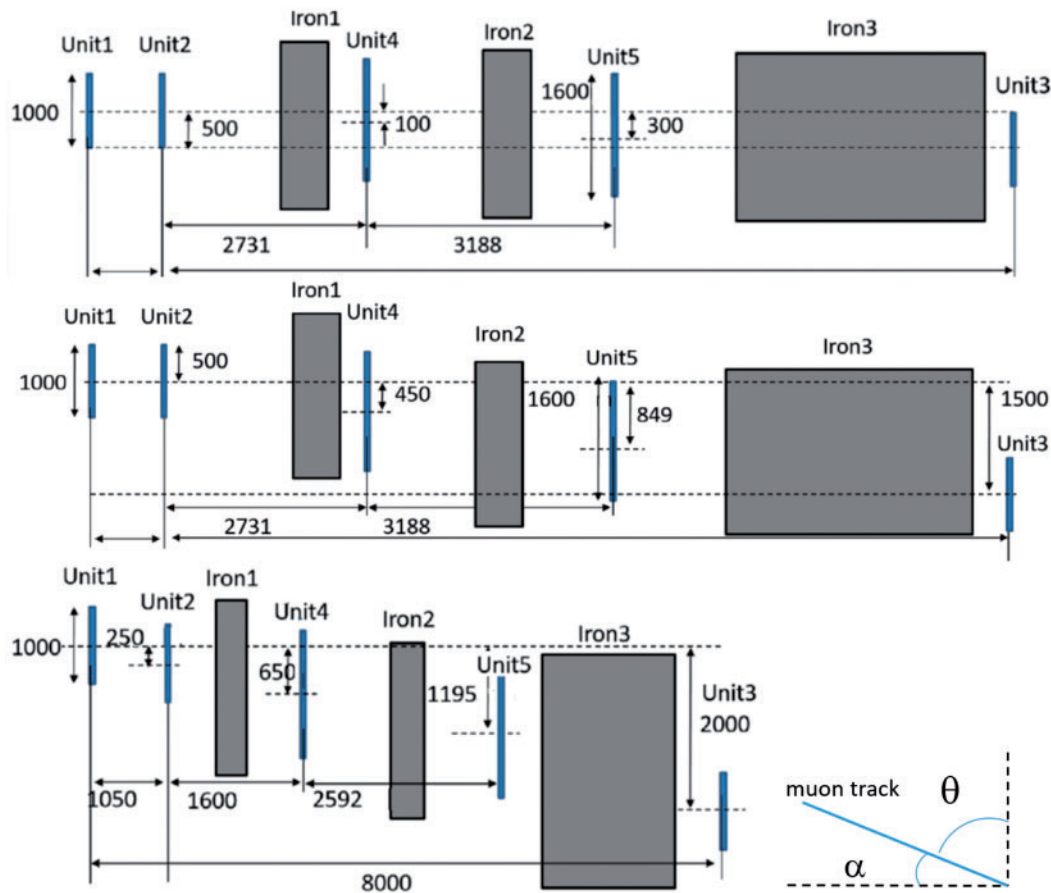 Iron1
Iron2
Iron3
Unit1
Unit2
Unit4
Unit5
Unit3
1000
500
100
1600
300
2731
3188
Iron1
Unit1
Unit2
Unit4
Iron2
Unit5
Iron3
1000
500
450
1600
849
1500
Unit3
2731
3188
Unit1
Iron1
Unit2
Unit4
Iron2
Iron3
1000
250
650
Unit5
1195
Unit3
2000
1050
1600
2592
8000
muon track
θ
α